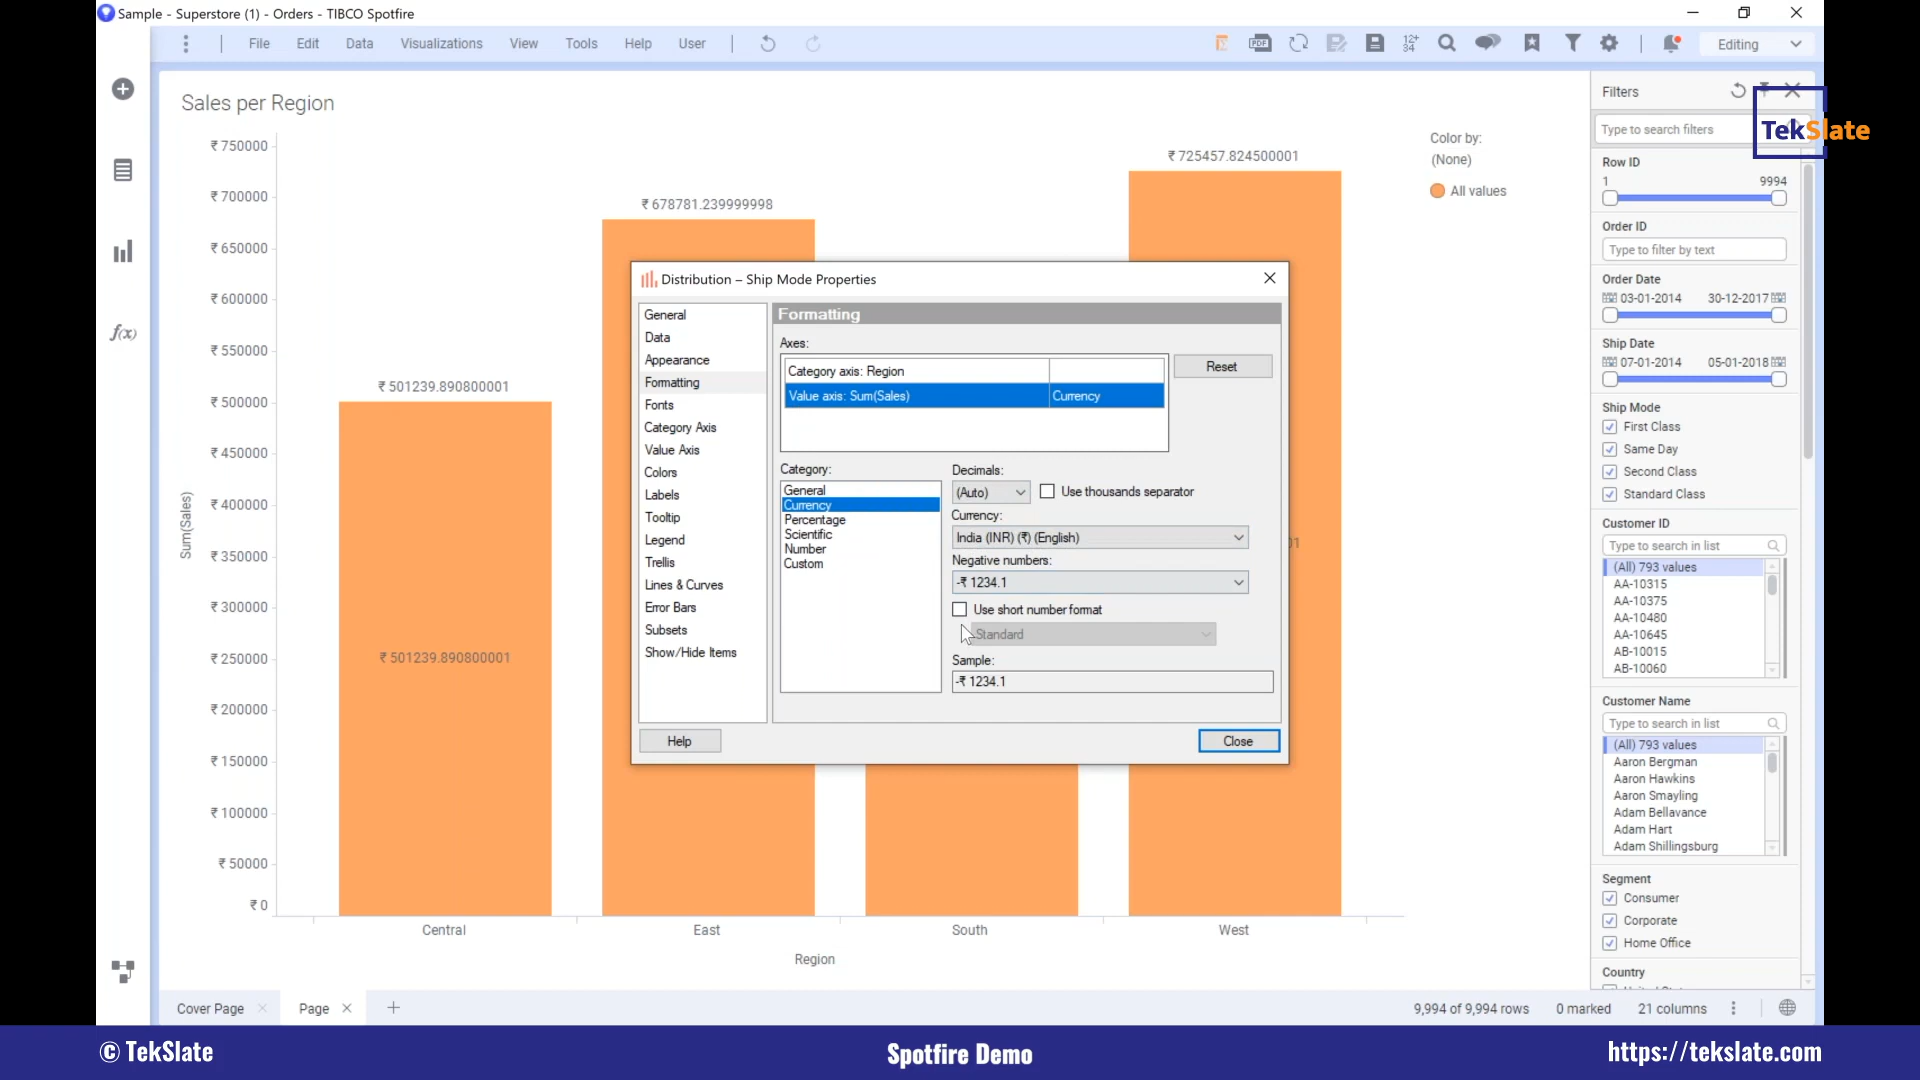 Sample - Superstore (1) - Orders - TIBCO Spotfire
File Edit Data Visualizations View Tools Help User
PDF
12+
34
Editing
Sales per Region
Sum(Sales)
₹ 750000
₹ 700000
₹ 650000
₹ 600000
₹ 550000
₹ 500000
₹ 450000
₹ 400000
₹ 350000
₹ 300000
₹ 250000
₹ 200000
₹ 150000
₹ 100000
₹ 50000
₹ 0
₹ 501239.890800001
₹ 501239.890800001
₹ 678781.239999998
₹ 725457.824500001
01
Central
East
South
West
Region
Color by:
(None)
All values
f(x)
Distribution – Ship Mode Properties
General
Data
Appearance
Formatting
Fonts
Category Axis
Value Axis
Colors
Labels
Tooltip
Legend
Trellis
Lines & Curves
Error Bars
Subsets
Show/Hide Items
Formatting
Axes:
Category axis: Region
Value axis: Sum(Sales) Currency
Reset
Category:
General
Currency
Percentage
Scientific
Number
Custom
Decimals:
(Auto)
Use thousands separator
Currency:
India (INR) (₹) (English)
Negative numbers:
-₹ 1234.1
Use short number format
Standard
Sample:
-₹ 1234.1
Help
Close
Filters
Type to search filters
TekSlate
Row ID
1 9994
Order ID
Type to filter by text
Order Date
03-01-2014 30-12-2017
Ship Date
07-01-2014 05-01-2018
Ship Mode
First Class
Same Day
Second Class
Standard Class
Customer ID
Type to search in list
(All) 793 values
AA-10315
AA-10375
AA-10480
AA-10645
AB-10015
AB-10060
Customer Name
Type to search in list
(All) 793 values
Aaron Bergman
Aaron Hawkins
Aaron Smayling
Adam Bellavance
Adam Hart
Adam Shillingsburg
Segment
Consumer
Corporate
Home Office
Country
Cover Page
Page
9,994 of 9,994 rows 0 marked 21 columns
© TekSlate
Spotfire Demo
https://tekslate.com